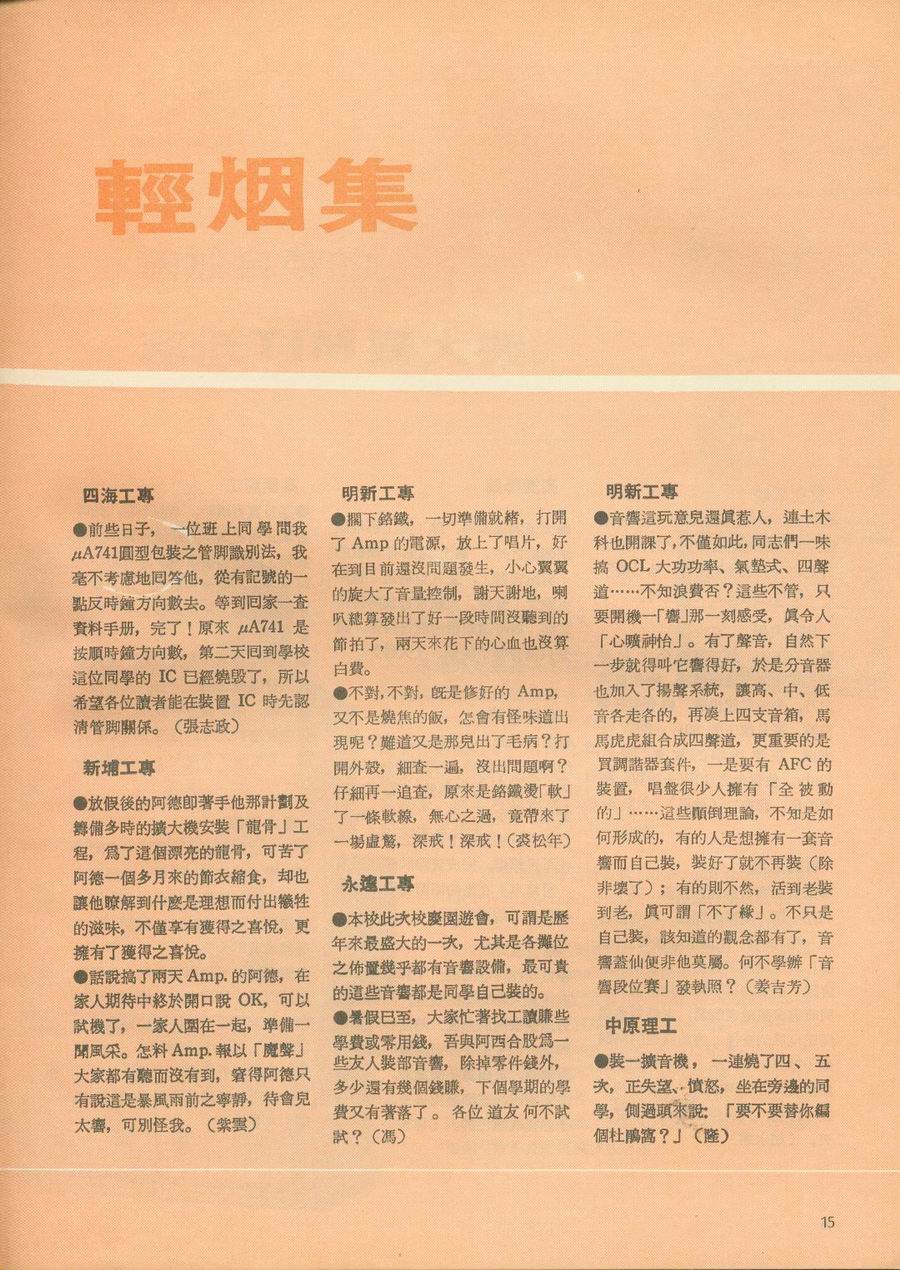 輕烟集
四海工專
●前些日子，一位班上同學問我
μA741圓型包裝之管脚識別法，我
毫不考慮地回答他，從有記號的一
點反時鐘方向數去。等到回家一查
資料手册，完了！原來 μA741 是
按順時鐘方向數，第二天回到學校
這位同學的 IC 已經燒毀了，所以
希望各位讀者能在裝置 IC 時先認
清管脚關係。（張志政）
新埔工專
●放假後的阿德卽著手他那計劃及
籌備多時的擴大機安裝「龍骨」工
程，爲了這個漂亮的龍骨，可苦了
阿德一個多月來的節衣縮食，却也
讓他瞭解到什麽是理想而付出犧牲
的滋味，不僅享有獲得之喜悅，更
擁有了獲得之喜悅。
●話說搞了兩天 Amp. 的阿德，在
家人期待中終於開口說 OK，可以
試機了，一家人圍在一起，準備一
聞風采。怎料 Amp. 報以「魔聲」
大家都有聽而沒有到，窘得阿德只
有說這是暴風雨前之寧靜，待會兒
太響，可別怪我。（紫雲）
明新工專
●擱下銘鐵，一切準備就緒，打開
了 Amp 的電源，放上了唱片，好
在到目前還沒問題發生，小心翼翼
的旋大了音量控制，謝天謝地，喇
叭總算發出了好一段時間沒聽到的
節拍了，兩天來花下的心血也沒算
白費。
●不對，不對，旣是修好的 Amp，
又不是燒焦的飯，怎會有怪味道出
現呢？難道又是那兒出了毛病？打
開外殼，細查一遍，沒出問題啊？
仔細再一追查，原來是銘鐵燙「軟」
了一條軟線，無心之過，竟帶來了
一場虛驚，深戒！深戒！（裘松年）
永達工專
●本校此次校慶園遊會，可謂是歷
年來最盛大的一次，尤其是各攤位
之佈置幾乎都有音響設備，最可貴
的這些音響都是同學自己裝的。
●暑假已至，大家忙著找工讀賺些
學費或零用錢，吾與阿西合股爲一
些友人裝部音響，除掉零件錢外，
多少還有幾個錢賺，下個學期的學
費又有著落了。各位道友何不試
試？（馮）
明新工專
●音響這玩意兒還眞惹人，連土木
科也開課了，不僅如此，同志們一味
搞 OCL 大功功率、氣墊式、四聲
道……不知浪費否？這些不管，只
要開機一「響」那一刻感受，眞令人
「心曠神怡」。有了聲音，自然下
一步就得叫它響得好，於是分音器
也加入了揚聲系統，讓高、中、低
音各走各的，再凑上四支音箱，馬
馬虎虎組合成四聲道，更重要的是
買調諧器套件，一是要有 AFC 的
裝置，唱盤很少人擁有「全被動
的」……這些顚倒理論，不知是如
何形成的，有的人是想擁有一套音
響而自己裝，裝好了就不再裝（除
非壞了）；有的則不然，活到老裝
到老，眞可謂「不了緣」。不只是
自己裝，該知道的觀念都有了，音
響蓋仙便非他莫屬。何不學辦「音
響段位賽」發執照？（姜吉芳）
中原理工
●裝一擴音機，一連燒了四、五
次，正失望、憤怒，坐在旁邊的同
學，側過頭來說：「要不要替你編
個杜鵑窩？」（隆）
15